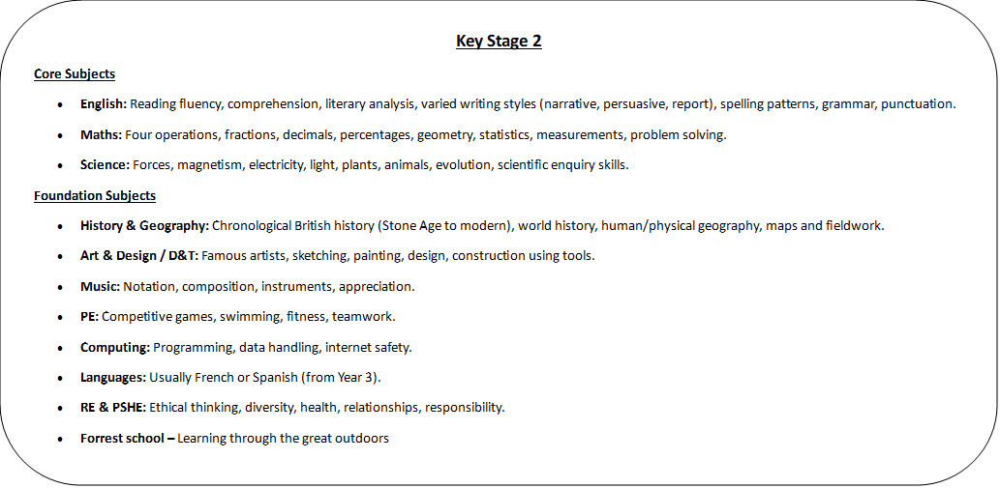 Key Stage 2
Core Subjects
• English: Reading fluency, comprehension, literary analysis, varied writing styles (narrative, persuasive, report), spelling patterns, grammar, punctuation.
• Maths: Four operations, fractions, decimals, percentages, geometry, statistics, measurements, problem solving.
• Science: Forces, magnetism, electricity, light, plants, animals, evolution, scientific enquiry skills.
Foundation Subjects
• History & Geography: Chronological British history (Stone Age to modern), world history, human/physical geography, maps and fieldwork.
• Art & Design / D&T: Famous artists, sketching, painting, design, construction using tools.
• Music: Notation, composition, instruments, appreciation.
• PE: Competitive games, swimming, fitness, teamwork.
• Computing: Programming, data handling, internet safety.
• Languages: Usually French or Spanish (from Year 3).
• RE & PSHE: Ethical thinking, diversity, health, relationships, responsibility.
• Forrest school – Learning through the great outdoors